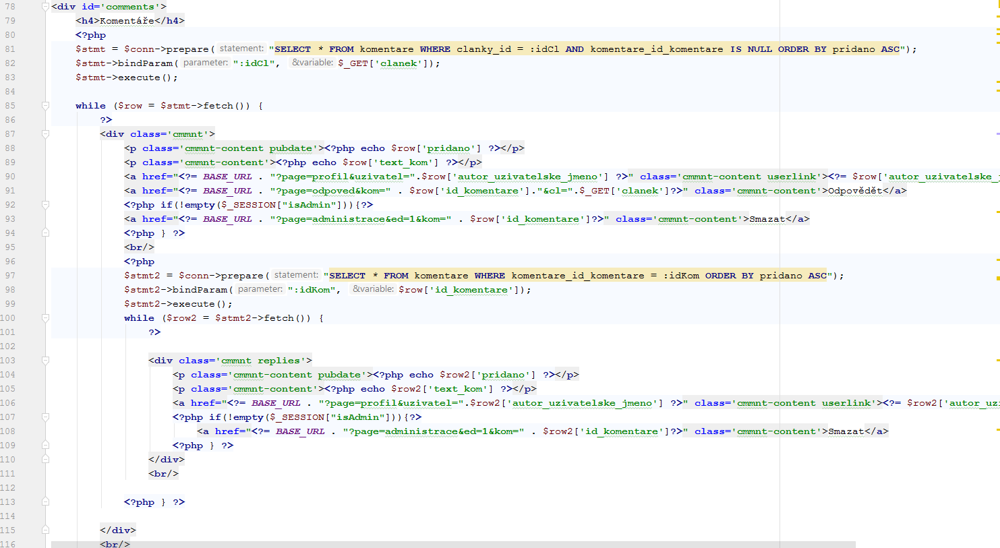 78 <div id='comments'>
79 <h4>Komentáře</h4>
80 <?php
81 $stmt = $conn->prepare( statement: "SELECT * FROM komentare WHERE clanky_id = :idCl AND komentare_id_komentare IS NULL ORDER BY pridano ASC");
82 $stmt->bindParam( parameter: ":idCl", &variable: $_GET['clanek']);
83 $stmt->execute();
84
85 while ($row = $stmt->fetch()) {
86 ?>
87 <div class='cmmnt'>
88 <p class='cmmnt-content pubdate'><?php echo $row['pridano'] ?></p>
89 <p class='cmmnt-content'><?php echo $row['text_kom'] ?></p>
90 <a href="<?= BASE_URL . "?page=profil&uzivatel=".$row['autor_uzivatelske_jmeno'] ?>" class='cmmnt-content userlink'><?= $row['autor_uzivatelske_j
91 <a href="<?= BASE_URL . "?page=odpoved&kom=" . $row['id_komentare']."&cl=".$_GET['clanek']?>" class='cmmnt-content'>Odpovědět</a>
92 <?php if(!empty($_SESSION["isAdmin"])){?>
93 <a href="<?= BASE_URL . "?page=administrace&ed=1&kom=" . $row['id_komentare']?>" class='cmmnt-content'>Smazat</a>
94 <?php } ?>
95 <br/>
96 <?php
97 $stmt2 = $conn->prepare( statement: "SELECT * FROM komentare WHERE komentare_id_komentare = :idKom ORDER BY pridano ASC");
98 $stmt2->bindParam( parameter: ":idKom", &variable: $row['id_komentare']);
99 $stmt2->execute();
100 while ($row2 = $stmt2->fetch()) {
101 ?>
102
103 <div class='cmmnt replies'>
104 <p class='cmmnt-content pubdate'><?php echo $row2['pridano'] ?></p>
105 <p class='cmmnt-content'><?php echo $row2['text_kom'] ?></p>
106 <a href="<?= BASE_URL . "?page=profil&uzivatel=".$row2['autor_uzivatelske_jmeno'] ?>" class='cmmnt-content userlink'><?= $row2['autor_uz
107 <?php if(!empty($_SESSION["isAdmin"])){?>
108 <a href="<?= BASE_URL . "?page=administrace&ed=1&kom=" . $row2['id_komentare']?>" class='cmmnt-content'>Smazat</a>
109 <?php } ?>
110 </div>
111 <br/>
112
113 <?php } ?>
114
115 </div>
116 <br/>